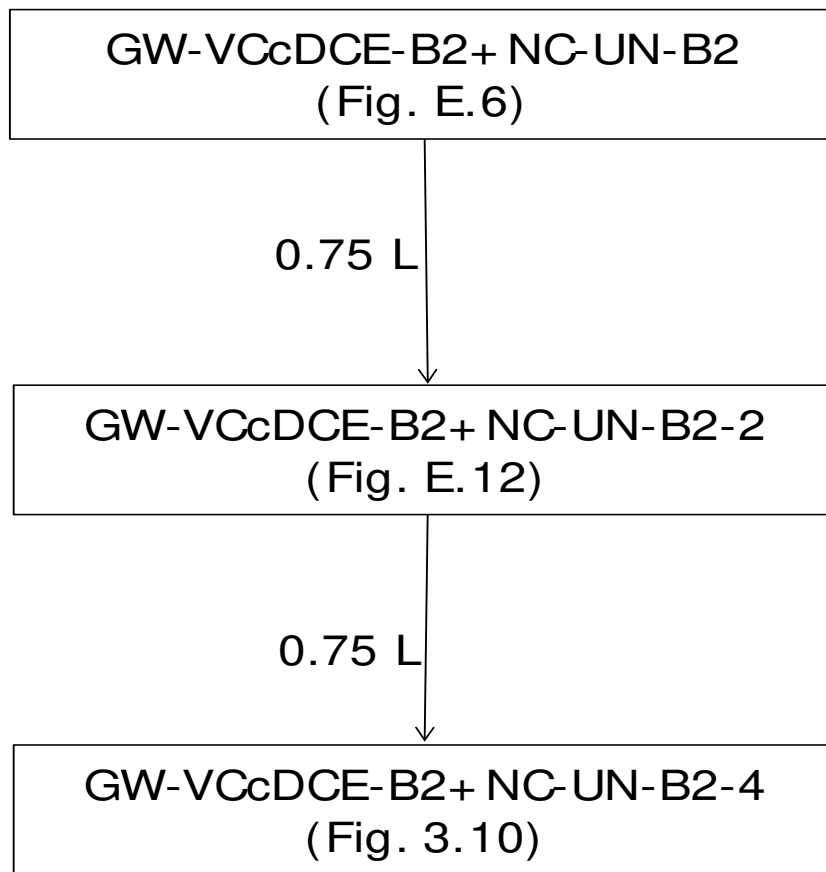 GW-VCcDCE-B2+ NC-UN-B2
(Fig. E.6)
0.75 L
GW-VCcDCE-B2+ NC-UN-B2-2
(Fig. E.12)
0.75 L
GW-VCcDCE-B2+ NC-UN-B2-4
(Fig. 3.10)